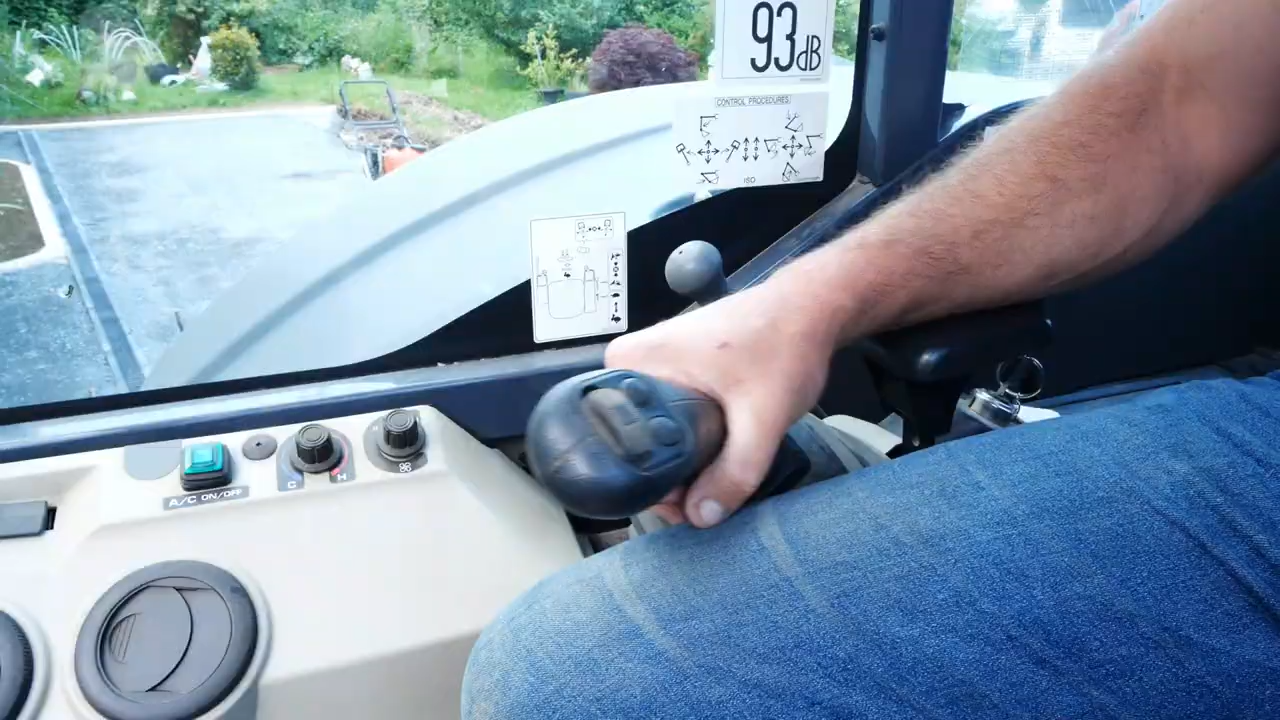 93dB
CONTROL PROCEDURES
ISO
A/C ON/OFF
C
H